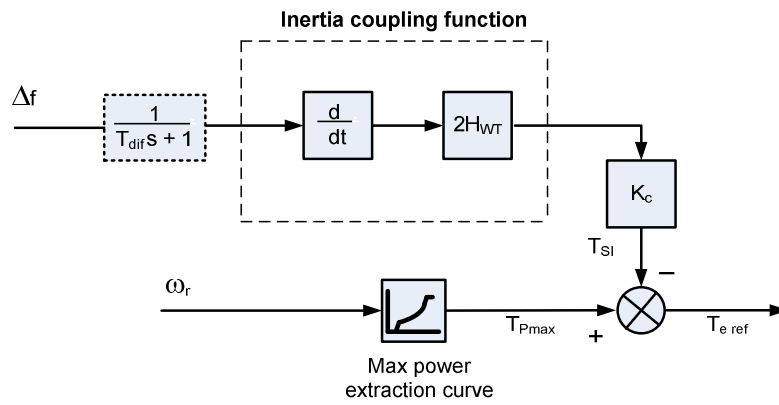 Inertia coupling function
Δf
1
T_dif s + 1
d
dt
2H_WT
K_c
T_SI
−
ω_r
T_Pmax
+
T_e ref
Max power
extraction curve